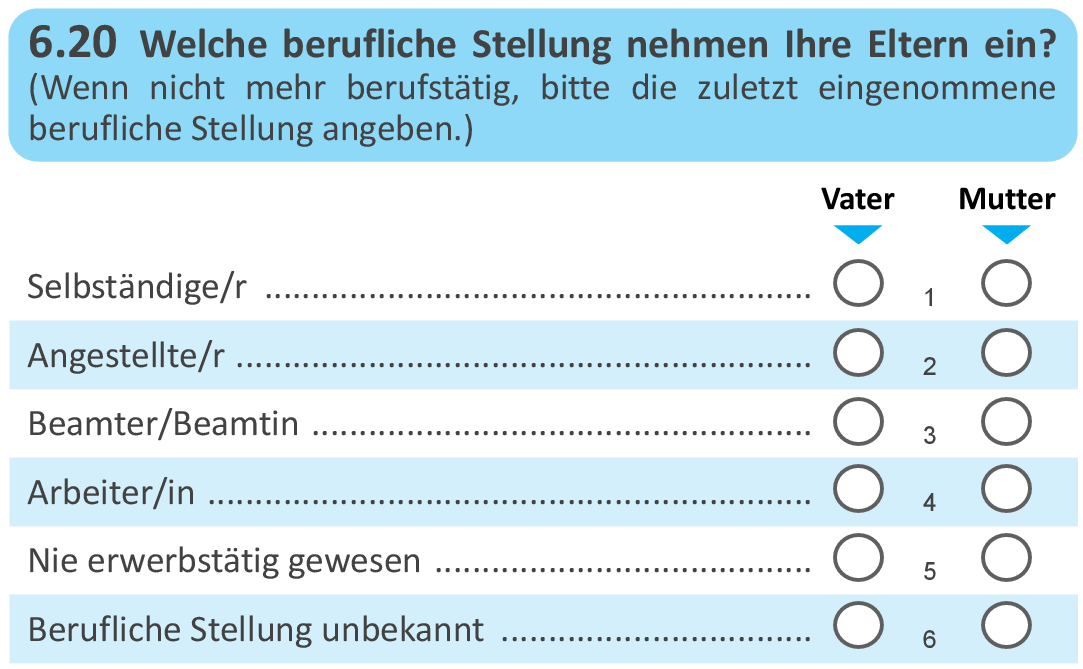 6.20 Welche berufliche Stellung nehmen Ihre Eltern ein?
(Wenn nicht mehr berufstätig, bitte die zuletzt eingenommene
berufliche Stellung angeben.)
Vater Mutter
Selbständige/r ........................................................... 1
Angestellte/r .............................................................. 2
Beamter/Beamtin ...................................................... 3
Arbeiter/in ................................................................. 4
Nie erwerbstätig gewesen ......................................... 5
Berufliche Stellung unbekannt .................................. 6